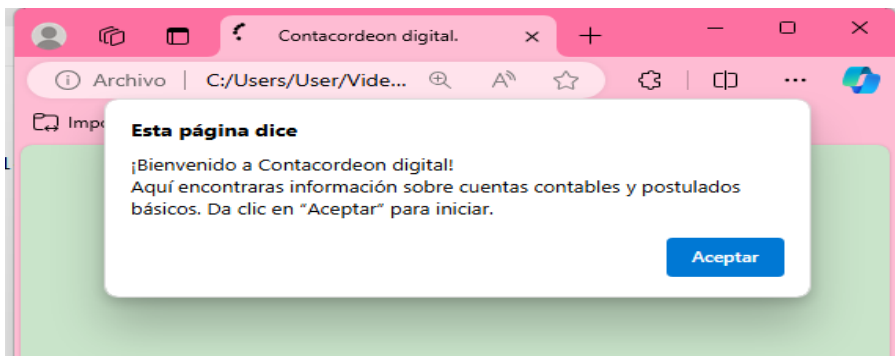 Contacordeon digital.
Archivo | C:/Users/User/Vide...
Esta página dice
¡Bienvenido a Contacordeon digital!
Aquí encontraras información sobre cuentas contables y postulados
básicos. Da clic en “Aceptar” para iniciar.
Aceptar